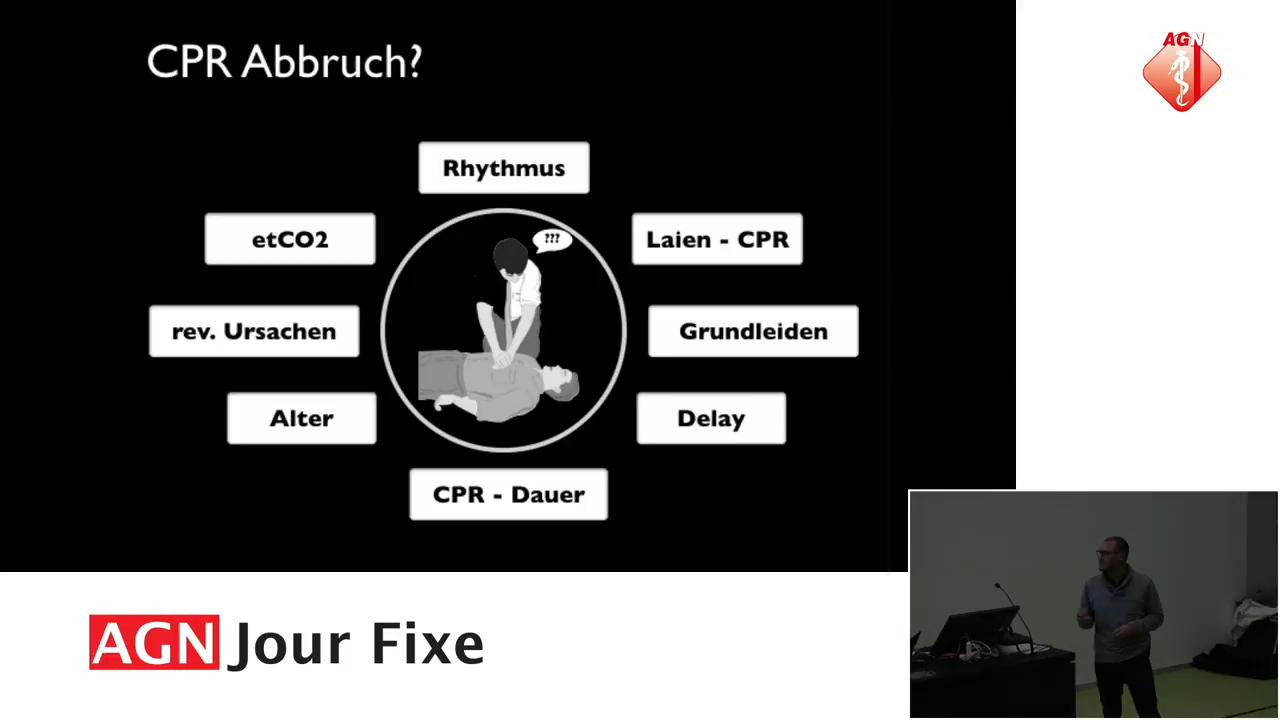 CPR Abbruch?
AGN
Rhythmus
etCO2
???
Laien - CPR
rev. Ursachen
Grundleiden
Alter
Delay
CPR - Dauer
AGN Jour Fixe